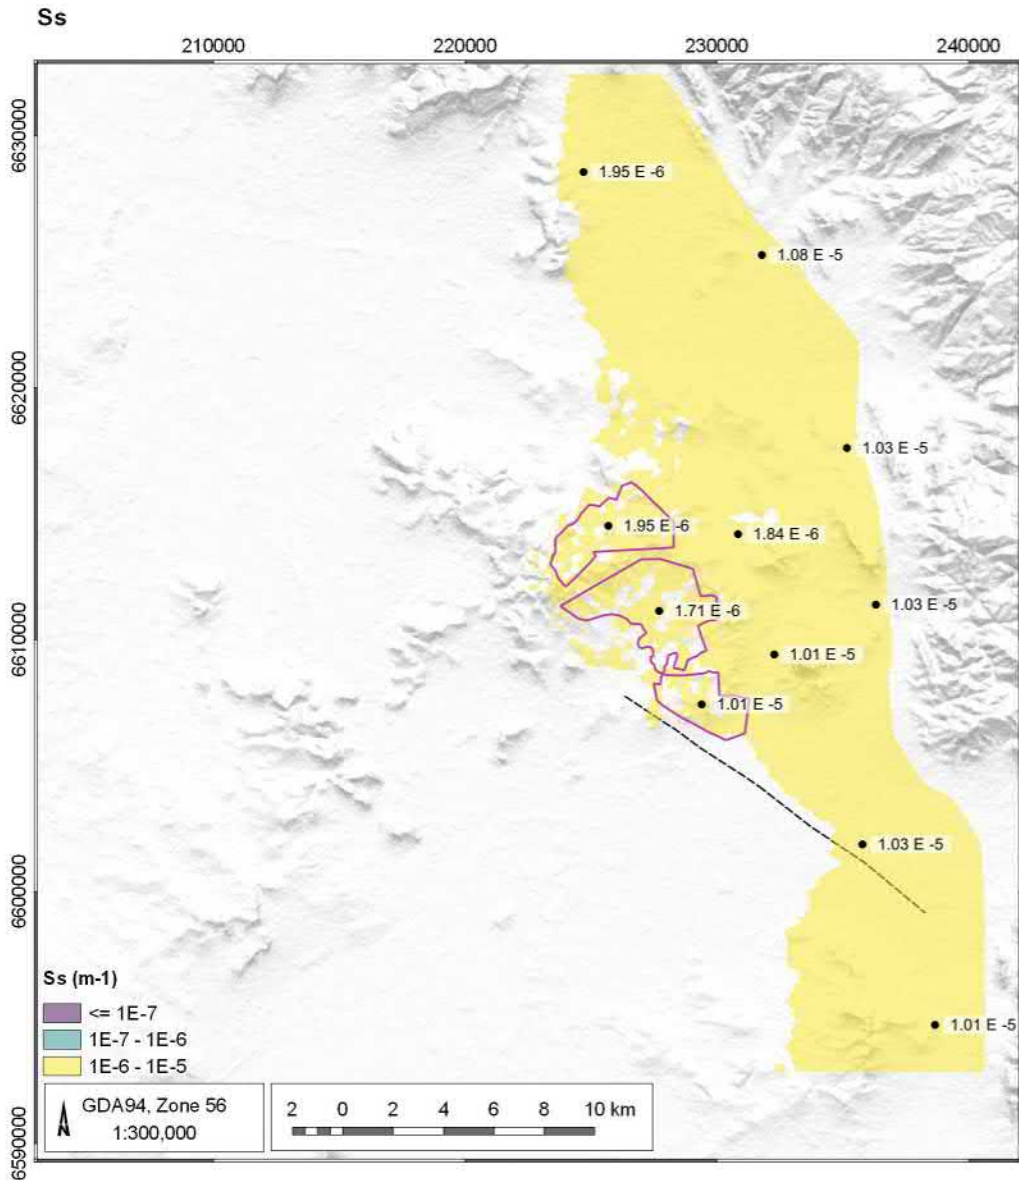 Ss
210000 220000 230000 240000
6630000
1.95 E -6
1.08 E -5
6620000
1.03 E -5
1.95 E -6
1.84 E -6
1.71 E -6
1.03 E -5
6610000
1.01 E -5
1.01 E -5
1.03 E -5
6600000
1.01 E -5
Ss (m-1)
<= 1E-7
1E-7 - 1E-6
1E-6 - 1E-5
N
GDA94, Zone 56
1:300,000
2 0 2 4 6 8 10 km
6590000